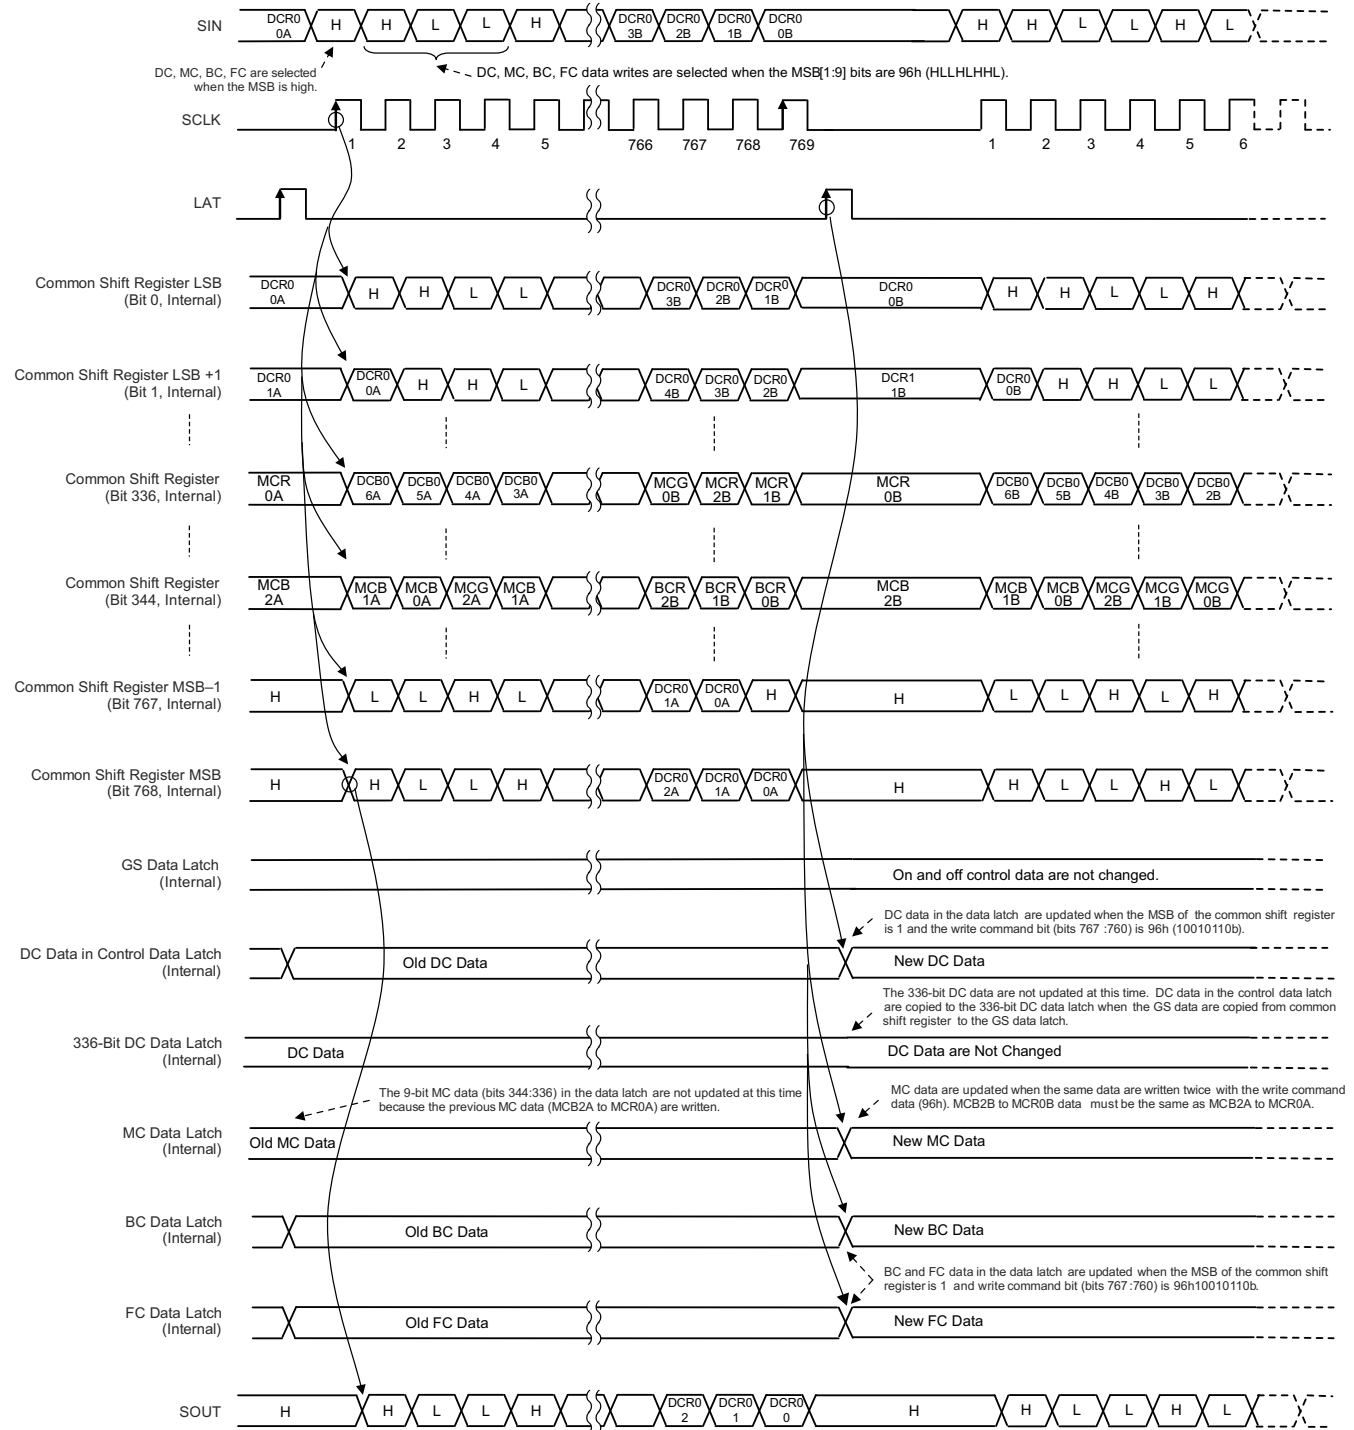 SIN
DCR0 0A H H L L H DCR0 3B DCR0 2B DCR0 1B DCR0 0B H H L L H L
DC, MC, BC, FC are selected
when the MSB is high.
DC, MC, BC, FC data writes are selected when the MSB[1:9] bits are 96h (HLLHLHHL).
SCLK
1 2 3 4 5 766 767 768 769 1 2 3 4 5 6
LAT
Common Shift Register LSB
(Bit 0, Internal)
DCR0 0A H H L L DCR0 3B DCR0 2B DCR0 1B DCR0 0B H H L L H
Common Shift Register LSB +1
(Bit 1, Internal)
DCR0 1A DCR0 0A H H L DCR0 4B DCR0 3B DCR0 2B DCR1 1B DCR0 0B H H L L
Common Shift Register
(Bit 336, Internal)
MCR 0A DCB0 6A DCB0 5A DCB0 4A DCB0 3A MCG 0B MCR 2B MCR 1B MCR 0B DCB0 6B DCB0 5B DCB0 4B DCB0 3B DCB0 2B
Common Shift Register
(Bit 344, Internal)
MCB 2A MCB 1A MCB 0A MCG 2A MCB 1A BCR 2B BCR 1B BCR 0B MCB 2B MCB 1B MCB 0B MCG 2B MCG 1B MCG 0B
Common Shift Register MSB–1
(Bit 767, Internal)
H L L H L DCR0 1A DCR0 0A H H L L H L H
Common Shift Register MSB
(Bit 768, Internal)
H H L L H DCR0 2A DCR0 1A DCR0 0A H H L L H L
GS Data Latch
(Internal)
On and off control data are not changed.
DC data in the data latch are updated when the MSB of the common shift register
is 1 and the write command bit (bits 767 :760) is 96h (10010110b).
DC Data in Control Data Latch
(Internal)
Old DC Data New DC Data
The 336-bit DC data are not updated at this time. DC data in the control data latch
are copied to the 336-bit DC data latch when the GS data are copied from common
shift register to the GS data latch.
336-Bit DC Data Latch
(Internal)
DC Data DC Data are Not Changed
The 9-bit MC data (bits 344:336) in the data latch are not updated at this time
because the previous MC data (MCB2A to MCR0A) are written.
MC data are updated when the same data are written twice with the write command
data (96h). MCB2B to MCR0B data must be the same as MCB2A to MCR0A.
MC Data Latch
(Internal)
Old MC Data New MC Data
BC Data Latch
(Internal)
Old BC Data New BC Data
BC and FC data in the data latch are updated when the MSB of the common shift
register is 1 and write command bit (bits 767 :760) is 96h10010110b.
FC Data Latch
(Internal)
Old FC Data New FC Data
SOUT
H H L L H DCR0 2 DCR0 1 DCR0 0 H H L L H L